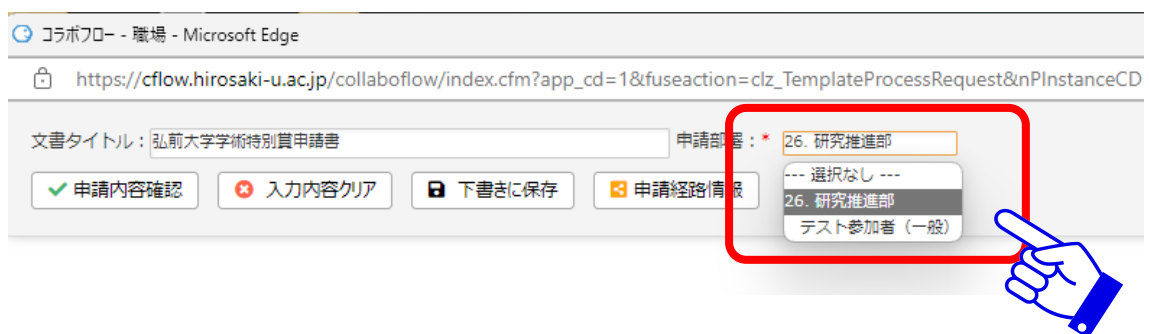 コラボフロー - 職場 - Microsoft Edge
https://cflow.hirosaki-u.ac.jp/collaboflow/index.cfm?app_cd=1&fuseaction=clz_TemplateProcessRequest&nPInstanceCD
文書タイトル：弘前大学学術特別賞申請書 申請部署：* 26. 研究推進部
申請内容確認 入力内容クリア 下書きに保存 申請経路情報
--- 選択なし ---
26. 研究推進部
テスト参加者（一般）